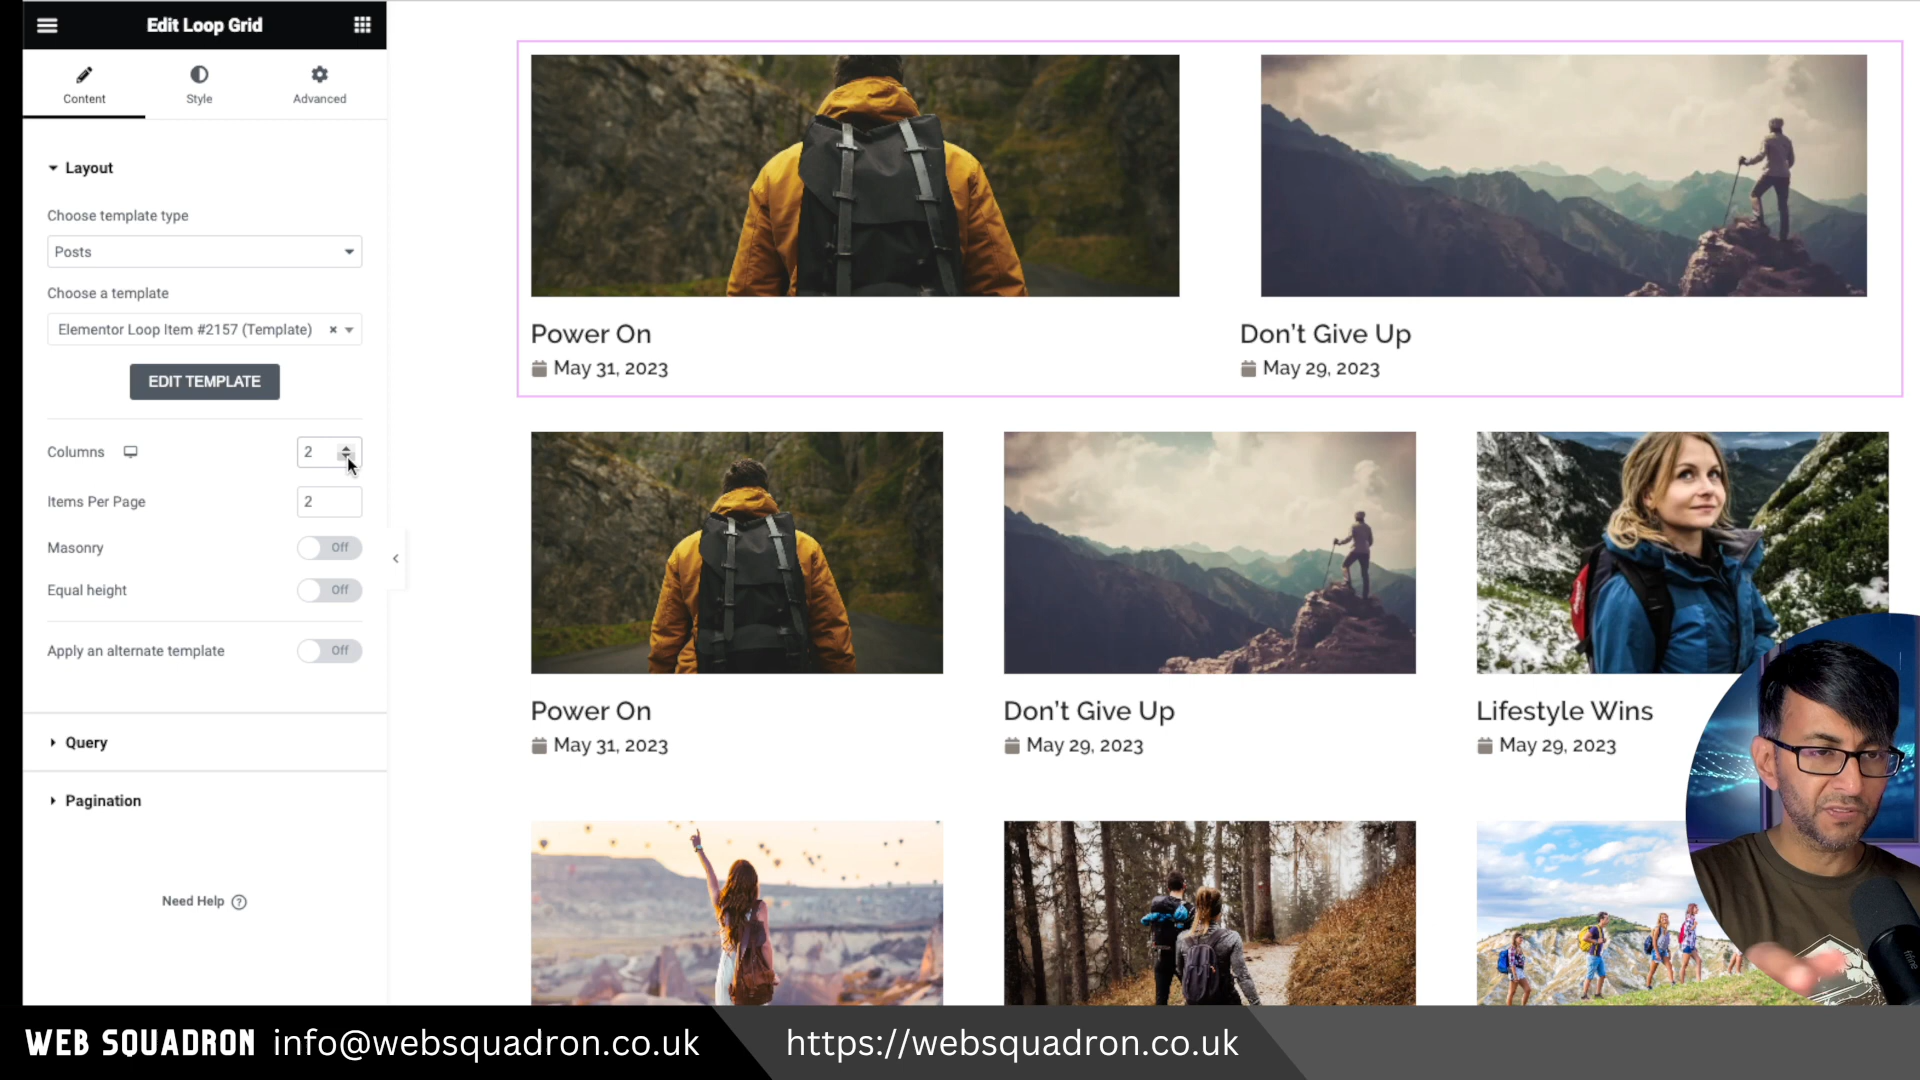 Edit Loop Grid
Content
Style
Advanced
Layout
Choose template type
Posts
Choose a template
Elementor Loop Item #2157 (Template)
EDIT TEMPLATE
Columns
2
Items Per Page
2
Masonry
Off
Equal height
Off
Apply an alternate template
Off
Query
Pagination
Need Help
Power On
May 31, 2023
Don't Give Up
May 29, 2023
Power On
May 31, 2023
Don't Give Up
May 29, 2023
Lifestyle Wins
May 29, 2023
WEB SQUADRON info@websquadron.co.uk
https://websquadron.co.uk